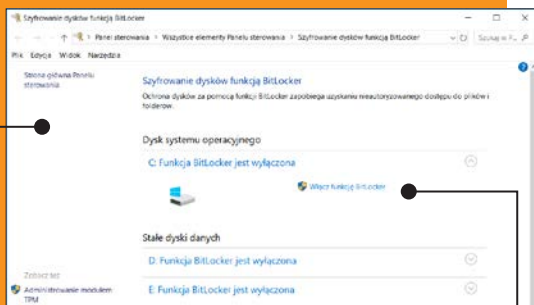 Szyfrowanie dysków funkcją BitLocker
Panel sterowania > Wszystkie elementy Panelu sterowania > Szyfrowanie dysków funkcją BitLocker
Szukaj w P...
Plik Edycja Widok Narzędzia
Strona główna Panelu
sterowania
Szyfrowanie dysków funkcją BitLocker
Ochrona dysków za pomocą funkcji BitLocker zapobiega uzyskaniu nieautoryzowanego dostępu do plików i
folderów.
Dysk systemu operacyjnego
C: Funkcja BitLocker jest wyłączona
Włącz funkcję BitLocker
Stałe dyski danych
D: Funkcja BitLocker jest wyłączona
Zobacz też
Administrowanie modułem
TPM
E: Funkcja BitLocker jest wyłączona